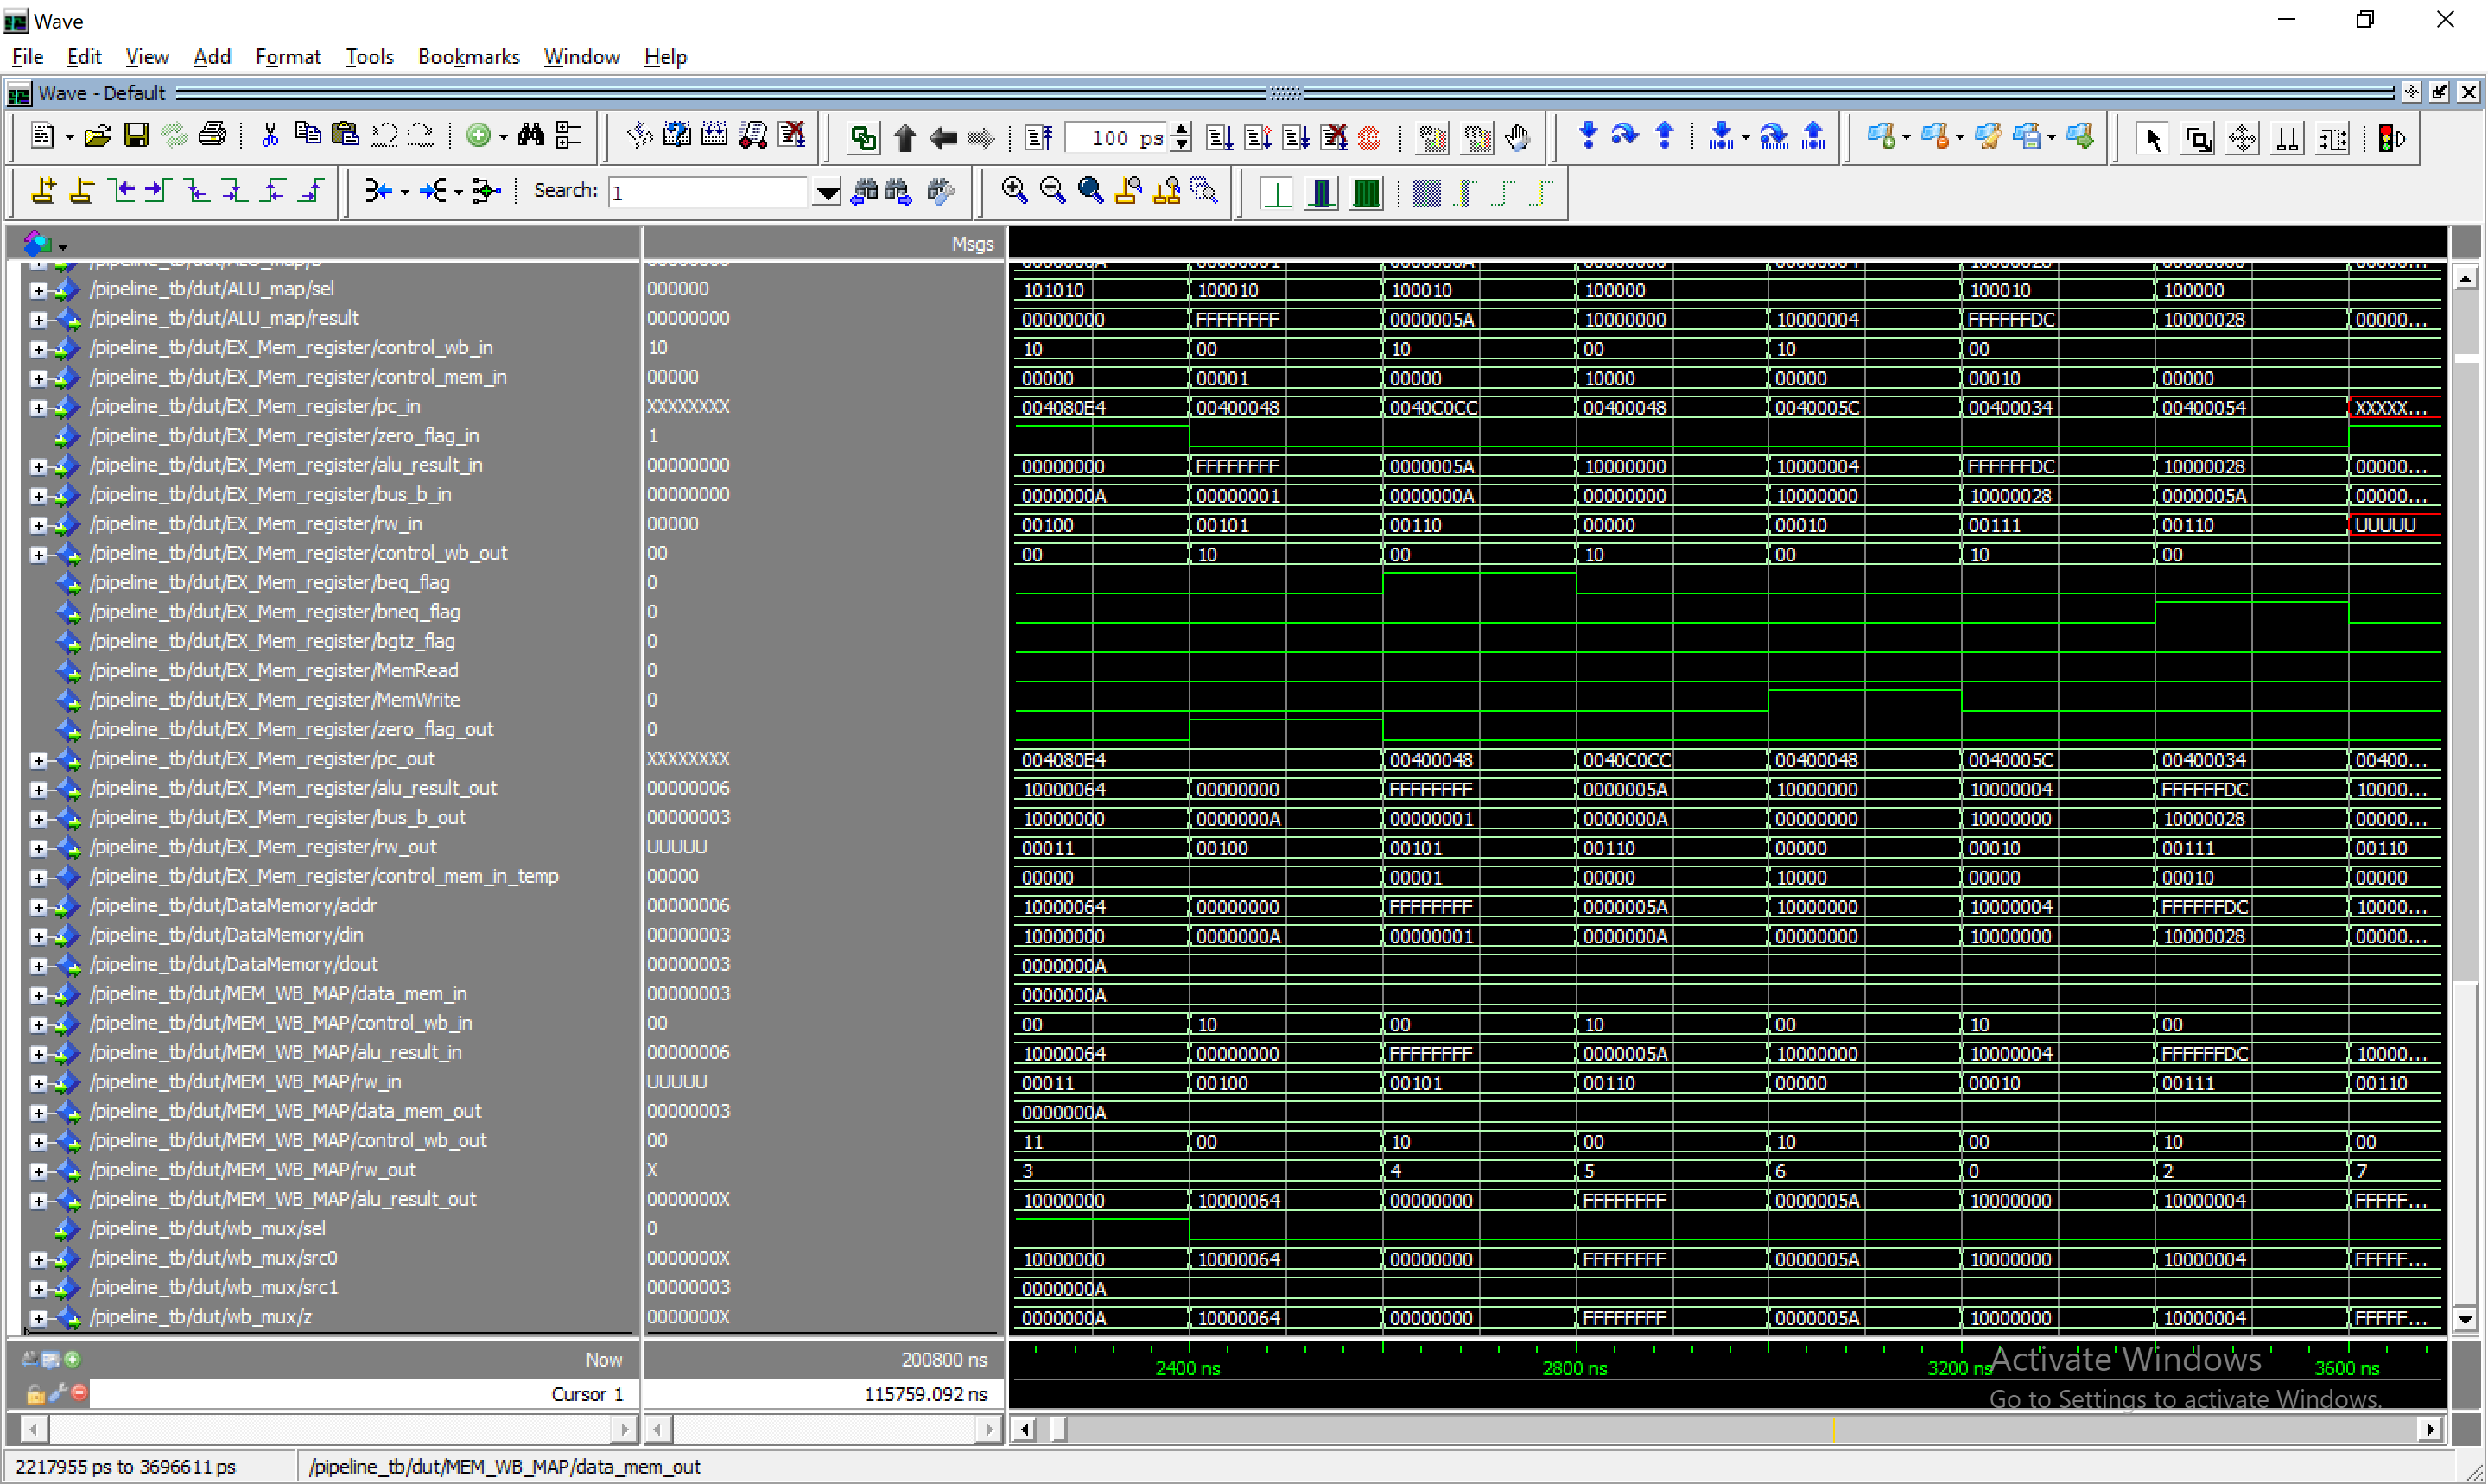 Wave
File Edit View Add Format Tools Bookmarks Window Help
Wave - Default
100 ps
Search: 1
Msgs
/pipeline_tb/dut/ALU_map/sel 000000 101010 100010 100010 100000 100010 100000
/pipeline_tb/dut/ALU_map/result 00000000 00000000 FFFFFFFF 0000005A 10000000 10000004 FFFFFFDC 10000028 00000...
/pipeline_tb/dut/EX_Mem_register/control_wb_in 10 10 00 10 00 10 00
/pipeline_tb/dut/EX_Mem_register/control_mem_in 00000 00000 00001 00000 10000 00000 00010 00000
/pipeline_tb/dut/EX_Mem_register/pc_in XXXXXXXX 004080E4 00400048 0040C0CC 00400048 0040005C 00400034 00400054 XXXXX...
/pipeline_tb/dut/EX_Mem_register/zero_flag_in 1
/pipeline_tb/dut/EX_Mem_register/alu_result_in 00000000 00000000 FFFFFFFF 0000005A 10000000 10000004 FFFFFFDC 10000028 00000...
/pipeline_tb/dut/EX_Mem_register/bus_b_in 00000000 0000000A 00000001 0000000A 00000000 10000000 10000028 0000005A 00000...
/pipeline_tb/dut/EX_Mem_register/rw_in 00000 00100 00101 00110 00000 00010 00111 00110 UUUUU
/pipeline_tb/dut/EX_Mem_register/control_wb_out 00 00 10 00 10 00 10 00
/pipeline_tb/dut/EX_Mem_register/beq_flag 0
/pipeline_tb/dut/EX_Mem_register/bneq_flag 0
/pipeline_tb/dut/EX_Mem_register/bgtz_flag 0
/pipeline_tb/dut/EX_Mem_register/MemRead 0
/pipeline_tb/dut/EX_Mem_register/MemWrite 0
/pipeline_tb/dut/EX_Mem_register/zero_flag_out 0
/pipeline_tb/dut/EX_Mem_register/pc_out XXXXXXXX 004080E4 00400048 0040C0CC 00400048 0040005C 00400034 00400...
/pipeline_tb/dut/EX_Mem_register/alu_result_out 00000006 10000064 00000000 FFFFFFFF 0000005A 10000000 10000004 FFFFFFDC 10000...
/pipeline_tb/dut/EX_Mem_register/bus_b_out 00000003 10000000 0000000A 00000001 0000000A 00000000 10000000 10000028 00000...
/pipeline_tb/dut/EX_Mem_register/rw_out UUUUU 00011 00100 00101 00110 00000 00010 00111 00110
/pipeline_tb/dut/EX_Mem_register/control_mem_in_temp 00000 00000 00001 00000 10000 00000 00010 00000
/pipeline_tb/dut/DataMemory/addr 00000006 10000064 00000000 FFFFFFFF 0000005A 10000000 10000004 FFFFFFDC 10000...
/pipeline_tb/dut/DataMemory/din 00000003 10000000 0000000A 00000001 0000000A 00000000 10000000 10000028 00000...
/pipeline_tb/dut/DataMemory/dout 00000003 0000000A
/pipeline_tb/dut/MEM_WB_MAP/data_mem_in 00000003 0000000A
/pipeline_tb/dut/MEM_WB_MAP/control_wb_in 00 00 10 00 10 00 10 00
/pipeline_tb/dut/MEM_WB_MAP/alu_result_in 00000006 10000064 00000000 FFFFFFFF 0000005A 10000000 10000004 FFFFFFDC 10000...
/pipeline_tb/dut/MEM_WB_MAP/rw_in UUUUU 00011 00100 00101 00110 00000 00010 00111 00110
/pipeline_tb/dut/MEM_WB_MAP/data_mem_out 00000003 0000000A
/pipeline_tb/dut/MEM_WB_MAP/control_wb_out 00 11 00 10 00 10 00 10 00
/pipeline_tb/dut/MEM_WB_MAP/rw_out X 3 4 5 6 0 2 7
/pipeline_tb/dut/MEM_WB_MAP/alu_result_out 0000000X 10000000 10000064 00000000 FFFFFFFF 0000005A 10000000 10000004 FFFFF...
/pipeline_tb/dut/wb_mux/sel 0
/pipeline_tb/dut/wb_mux/src0 0000000X 10000000 10000064 00000000 FFFFFFFF 0000005A 10000000 10000004 FFFFF...
/pipeline_tb/dut/wb_mux/src1 00000003 0000000A
/pipeline_tb/dut/wb_mux/z 0000000X 0000000A 10000064 00000000 FFFFFFFF 0000005A 10000000 10000004 FFFFF...
Now 200800 ns 2400 ns 2800 ns 3200 ns 3600 ns
Cursor 1 115759.092 ns
Activate Windows
Go to Settings to activate Windows.
2217955 ps to 3696611 ps /pipeline_tb/dut/MEM_WB_MAP/data_mem_out